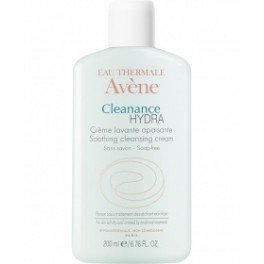 EAU THERMALE
Avène
Cleanance
HYDRA
Crème lavante apaisante
Soothing cleansing cream
Sans savon - Soap-free
200 ml / 6.76 FL. OZ.